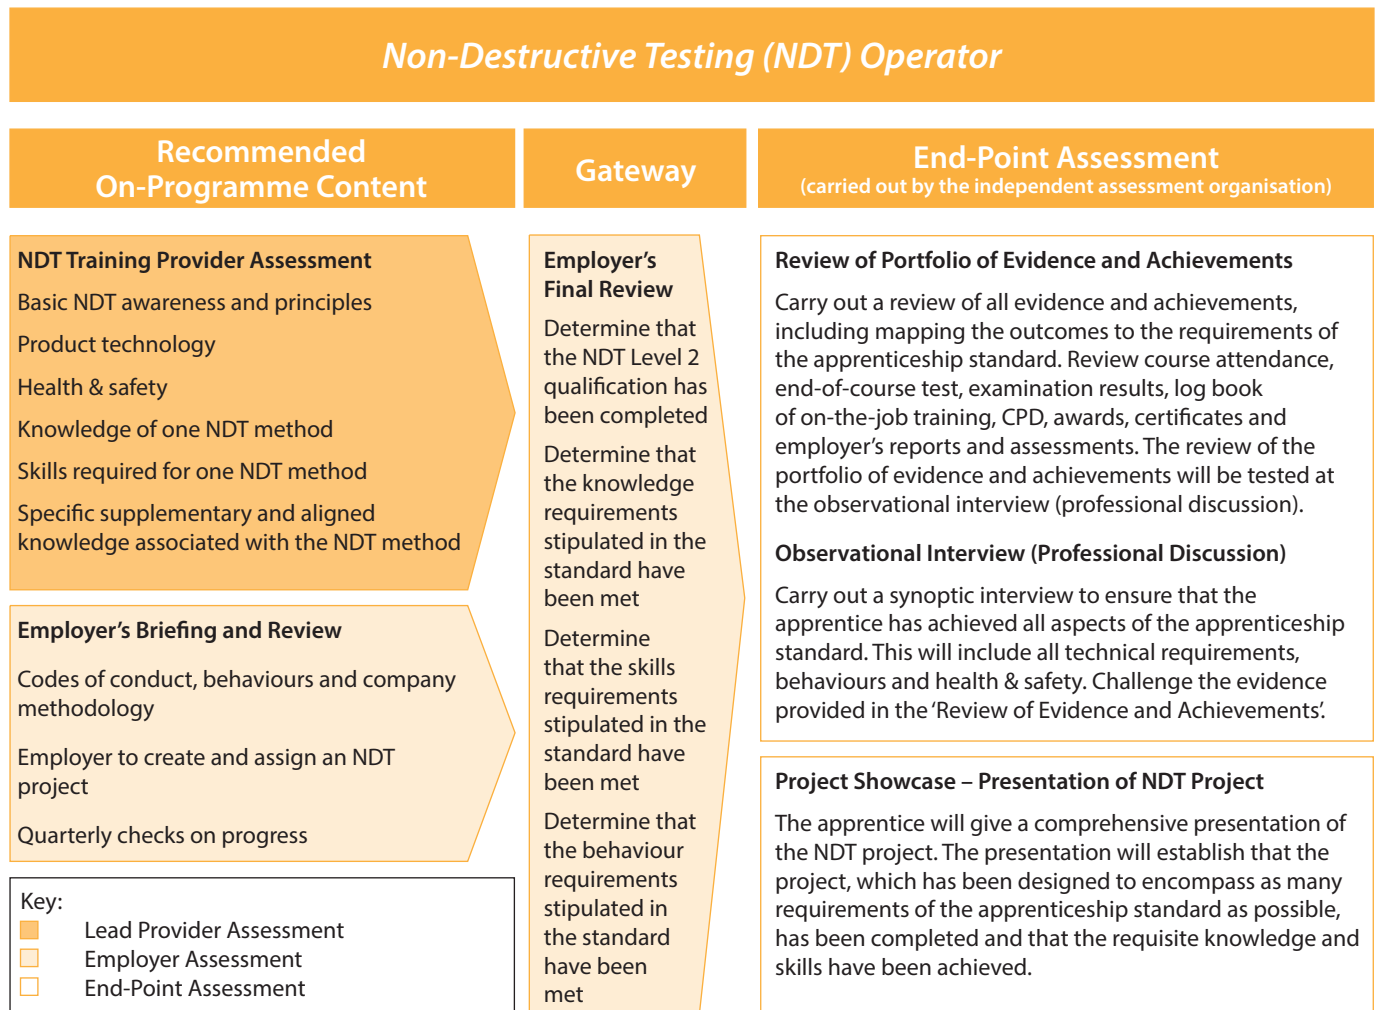 Non-Destructive Testing (NDT) Operator
Recommended
On-Programme Content
Gateway
End-Point Assessment
(carried out by the independent assessment organisation)
NDT Training Provider Assessment
Basic NDT awareness and principles
Product technology
Health & safety
Knowledge of one NDT method
Skills required for one NDT method
Specific supplementary and aligned
knowledge associated with the NDT method
Employer’s Briefing and Review
Codes of conduct, behaviours and company
methodology
Employer to create and assign an NDT
project
Quarterly checks on progress
Key:
Lead Provider Assessment
Employer Assessment
End-Point Assessment
Employer’s
Final Review
Determine that
the NDT Level 2
qualification has
been completed
Determine that
the knowledge
requirements
stipulated in the
standard have
been met
Determine
that the skills
requirements
stipulated in the
standard have
been met
Determine that
the behaviour
requirements
stipulated in
the standard
have been
met
Review of Portfolio of Evidence and Achievements
Carry out a review of all evidence and achievements,
including mapping the outcomes to the requirements of
the apprenticeship standard. Review course attendance,
end-of-course test, examination results, log book
of on-the-job training, CPD, awards, certificates and
employer’s reports and assessments. The review of the
portfolio of evidence and achievements will be tested at
the observational interview (professional discussion).
Observational Interview (Professional Discussion)
Carry out a synoptic interview to ensure that the
apprentice has achieved all aspects of the apprenticeship
standard. This will include all technical requirements,
behaviours and health & safety. Challenge the evidence
provided in the ‘Review of Evidence and Achievements’.
Project Showcase – Presentation of NDT Project
The apprentice will give a comprehensive presentation of
the NDT project. The presentation will establish that the
project, which has been designed to encompass as many
requirements of the apprenticeship standard as possible,
has been completed and that the requisite knowledge and
skills have been achieved.